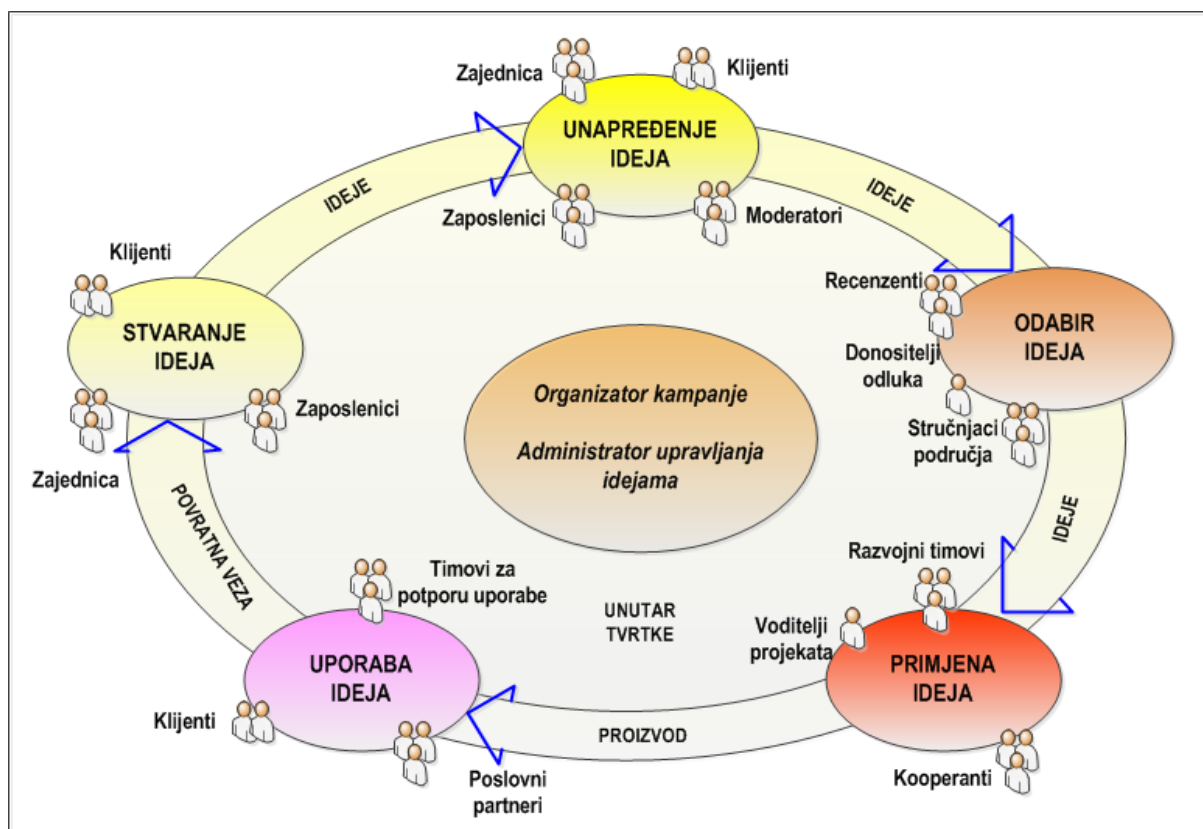 Zajednica
Klijenti
UNAPREĐENJE
IDEJA
Zaposlenici
Moderatori
IDEJE
IDEJE
Klijenti
STVARANJE
IDEJA
Zaposlenici
Zajednica
Recenzenti
ODABIR
IDEJA
Donositelji
odluka
Stručnjaci
područja
Organizator kampanje
Administrator upravljanja
idejama
POVRATNA VEZA
IDEJE
Timovi za
potporu uporabe
UNUTAR
TVRTKE
Razvojni timovi
Voditelji
projekata
UPORABA
IDEJA
PRIMJENA
IDEJA
Klijenti
PROIZVOD
Poslovni
partneri
Kooperanti